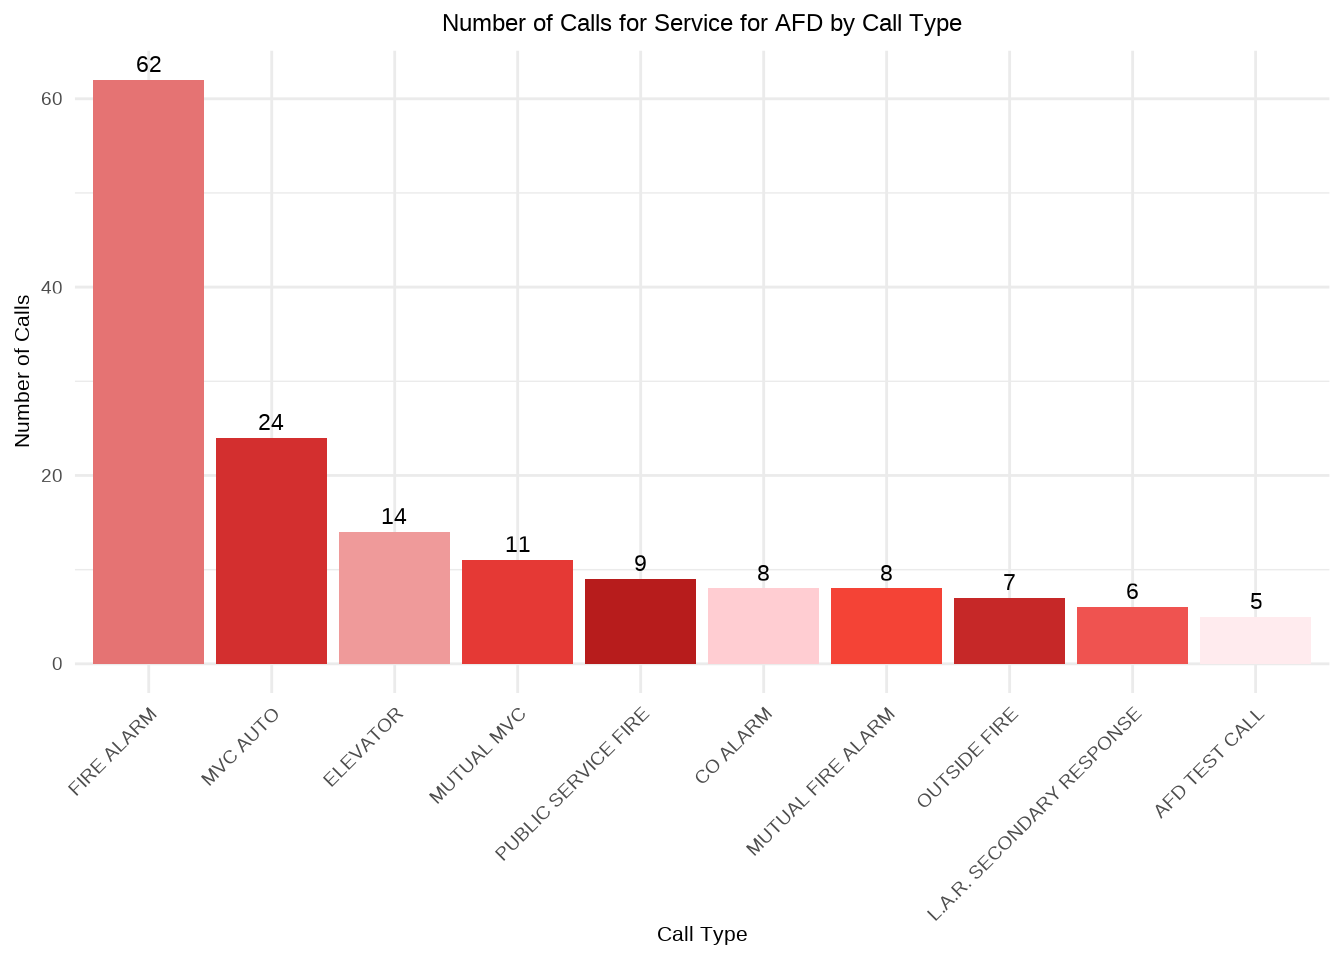 Number of Calls for Service for AFD by Call Type
62
60
40
24
20
14
11
9
8
8
7
6
5
0
Number of Calls
FIRE ALARM
MVC AUTO
ELEVATOR
MUTUAL MVC
PUBLIC SERVICE FIRE
CO ALARM
MUTUAL FIRE ALARM
OUTSIDE FIRE
L.A.R. SECONDARY RESPONSE
AFD TEST CALL
Call Type